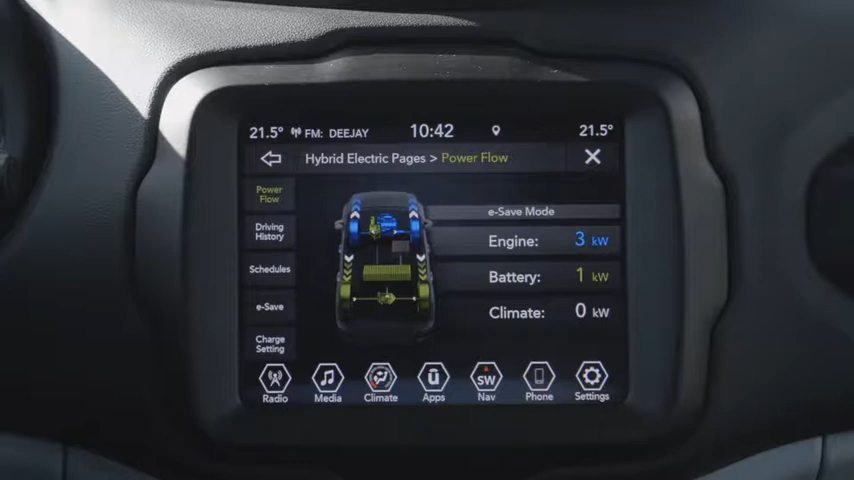 21.5° FM: DEEJAY 10:42 21.5°
Hybrid Electric Pages > Power Flow
Power
Flow
Driving
History
Schedules
e-Save
Charge
Setting
e-Save Mode
Engine: 3 kW
Battery: 1 kW
Climate: 0 kW
SW
Radio Media Climate Apps Nav Phone Settings